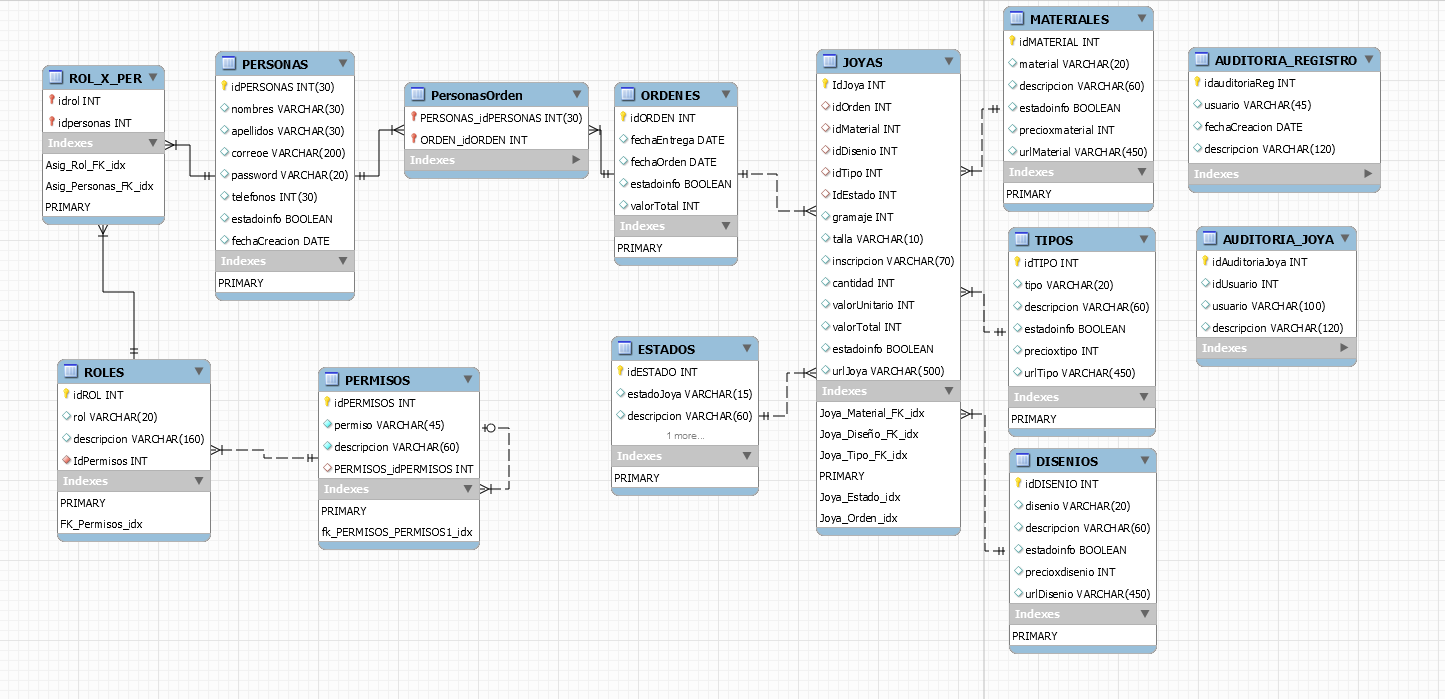 ROL_X_PER
idrol INT
idpersonas INT
Indexes
Asig_Rol_FK_idx
Asig_Personas_FK_idx
PRIMARY
PERSONAS
idPERSONAS INT(30)
nombres VARCHAR(30)
apellidos VARCHAR(30)
correoe VARCHAR(200)
password VARCHAR(20)
telefonos INT(30)
estadoinfo BOOLEAN
fechaCreacion DATE
Indexes
PRIMARY
PersonasOrden
PERSONAS_idPERSONAS INT(30)
ORDEN_idORDEN INT
Indexes
ORDENES
idORDEN INT
fechaEntrega DATE
fechaOrden DATE
estadoinfo BOOLEAN
valorTotal INT
Indexes
PRIMARY
JOYAS
IdJoya INT
idOrden INT
idMaterial INT
idDisenio INT
idTipo INT
IdEstado INT
gramaje INT
talla VARCHAR(10)
inscripcion VARCHAR(70)
cantidad INT
valorUnitario INT
valorTotal INT
estadoinfo BOOLEAN
urlJoya VARCHAR(500)
Indexes
Joya_Material_FK_idx
Joya_Diseño_FK_idx
Joya_Tipo_FK_idx
PRIMARY
Joya_Estado_idx
Joya_Orden_idx
MATERIALES
idMATERIAL INT
material VARCHAR(20)
descripcion VARCHAR(60)
estadoinfo BOOLEAN
precioxmaterial INT
urlMaterial VARCHAR(450)
Indexes
PRIMARY
AUDITORIA_REGISTRO
idauditoriaReg INT
usuario VARCHAR(45)
fechaCreacion DATE
descripcion VARCHAR(120)
Indexes
TIPOS
idTIPO INT
tipo VARCHAR(20)
descripcion VARCHAR(60)
estadoinfo BOOLEAN
precioxtipo INT
urlTipo VARCHAR(450)
Indexes
PRIMARY
AUDITORIA_JOYA
idAuditoriaJoya INT
idUsuario INT
usuario VARCHAR(100)
descripcion VARCHAR(120)
Indexes
ROLES
idROL INT
rol VARCHAR(20)
descripcion VARCHAR(160)
IdPermisos INT
Indexes
PRIMARY
FK_Permisos_idx
PERMISOS
idPERMISOS INT
permiso VARCHAR(45)
descripcion VARCHAR(60)
PERMISOS_idPERMISOS INT
Indexes
PRIMARY
fk_PERMISOS_PERMISOS1_idx
ESTADOS
idESTADO INT
estadoJoya VARCHAR(15)
descripcion VARCHAR(60)
1 more...
Indexes
PRIMARY
DISENIOS
idDISENIO INT
disenio VARCHAR(20)
descripcion VARCHAR(60)
estadoinfo BOOLEAN
precioxdisenio INT
urlDisenio VARCHAR(450)
Indexes
PRIMARY